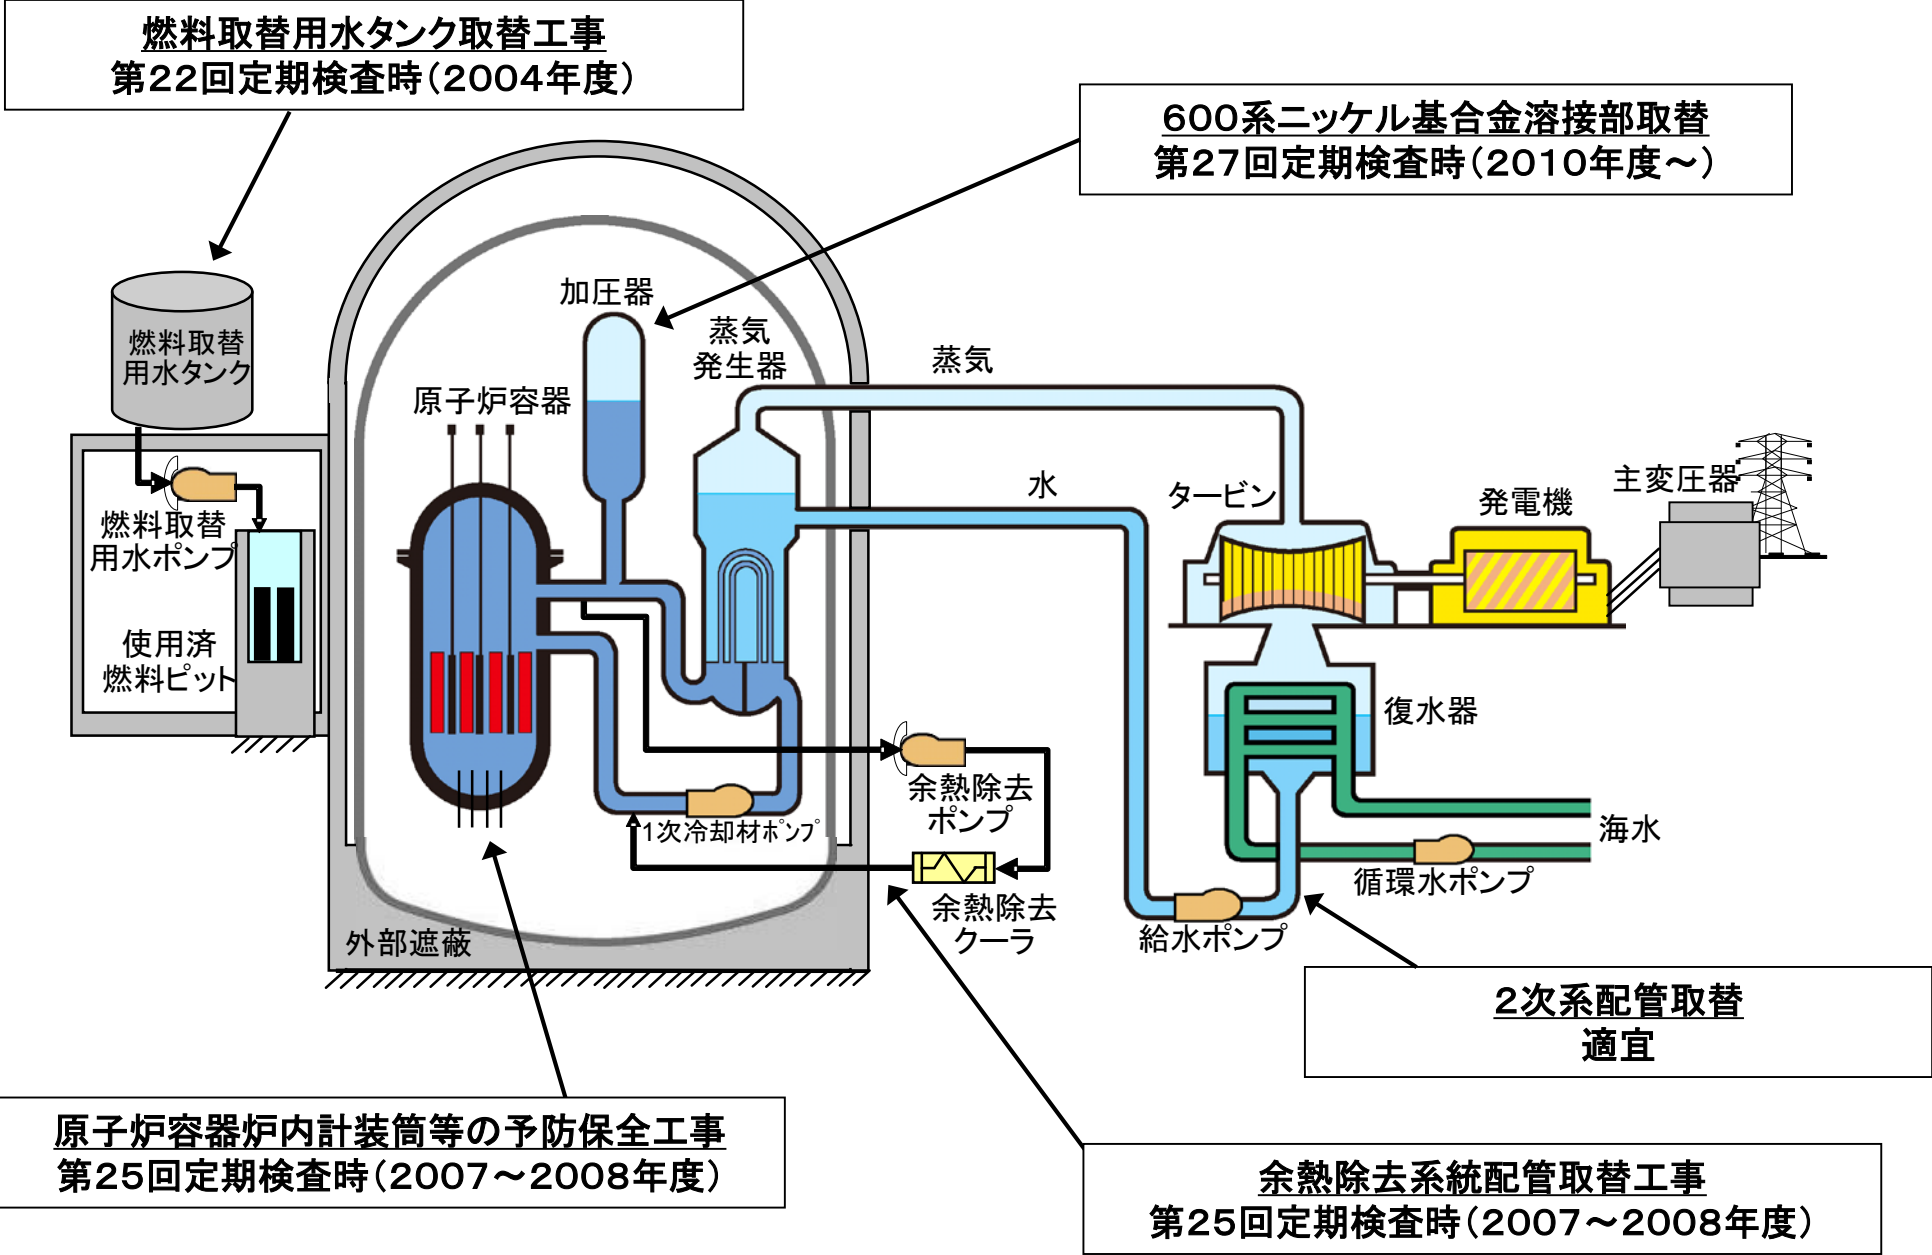 燃料取替用水タンク取替工事
第22回定期検査時（2004年度）
600系ニッケル基合金溶接部取替
第27回定期検査時（2010年度～）
加圧器
蒸気
発生器
蒸気
燃料取替
用水タンク
原子炉容器
水
タービン
発電機
主変圧器
燃料取替
用水ポンプ
使用済
燃料ピット
復水器
余熱除去
ポンプ
1次冷却材ﾎﾟﾝﾌﾟ
海水
循環水ポンプ
余熱除去
クーラ
給水ポンプ
外部遮蔽
２次系配管取替
適宜
原子炉容器炉内計装筒等の予防保全工事
第25回定期検査時（2007～2008年度）
余熱除去系統配管取替工事
第25回定期検査時（2007～2008年度）